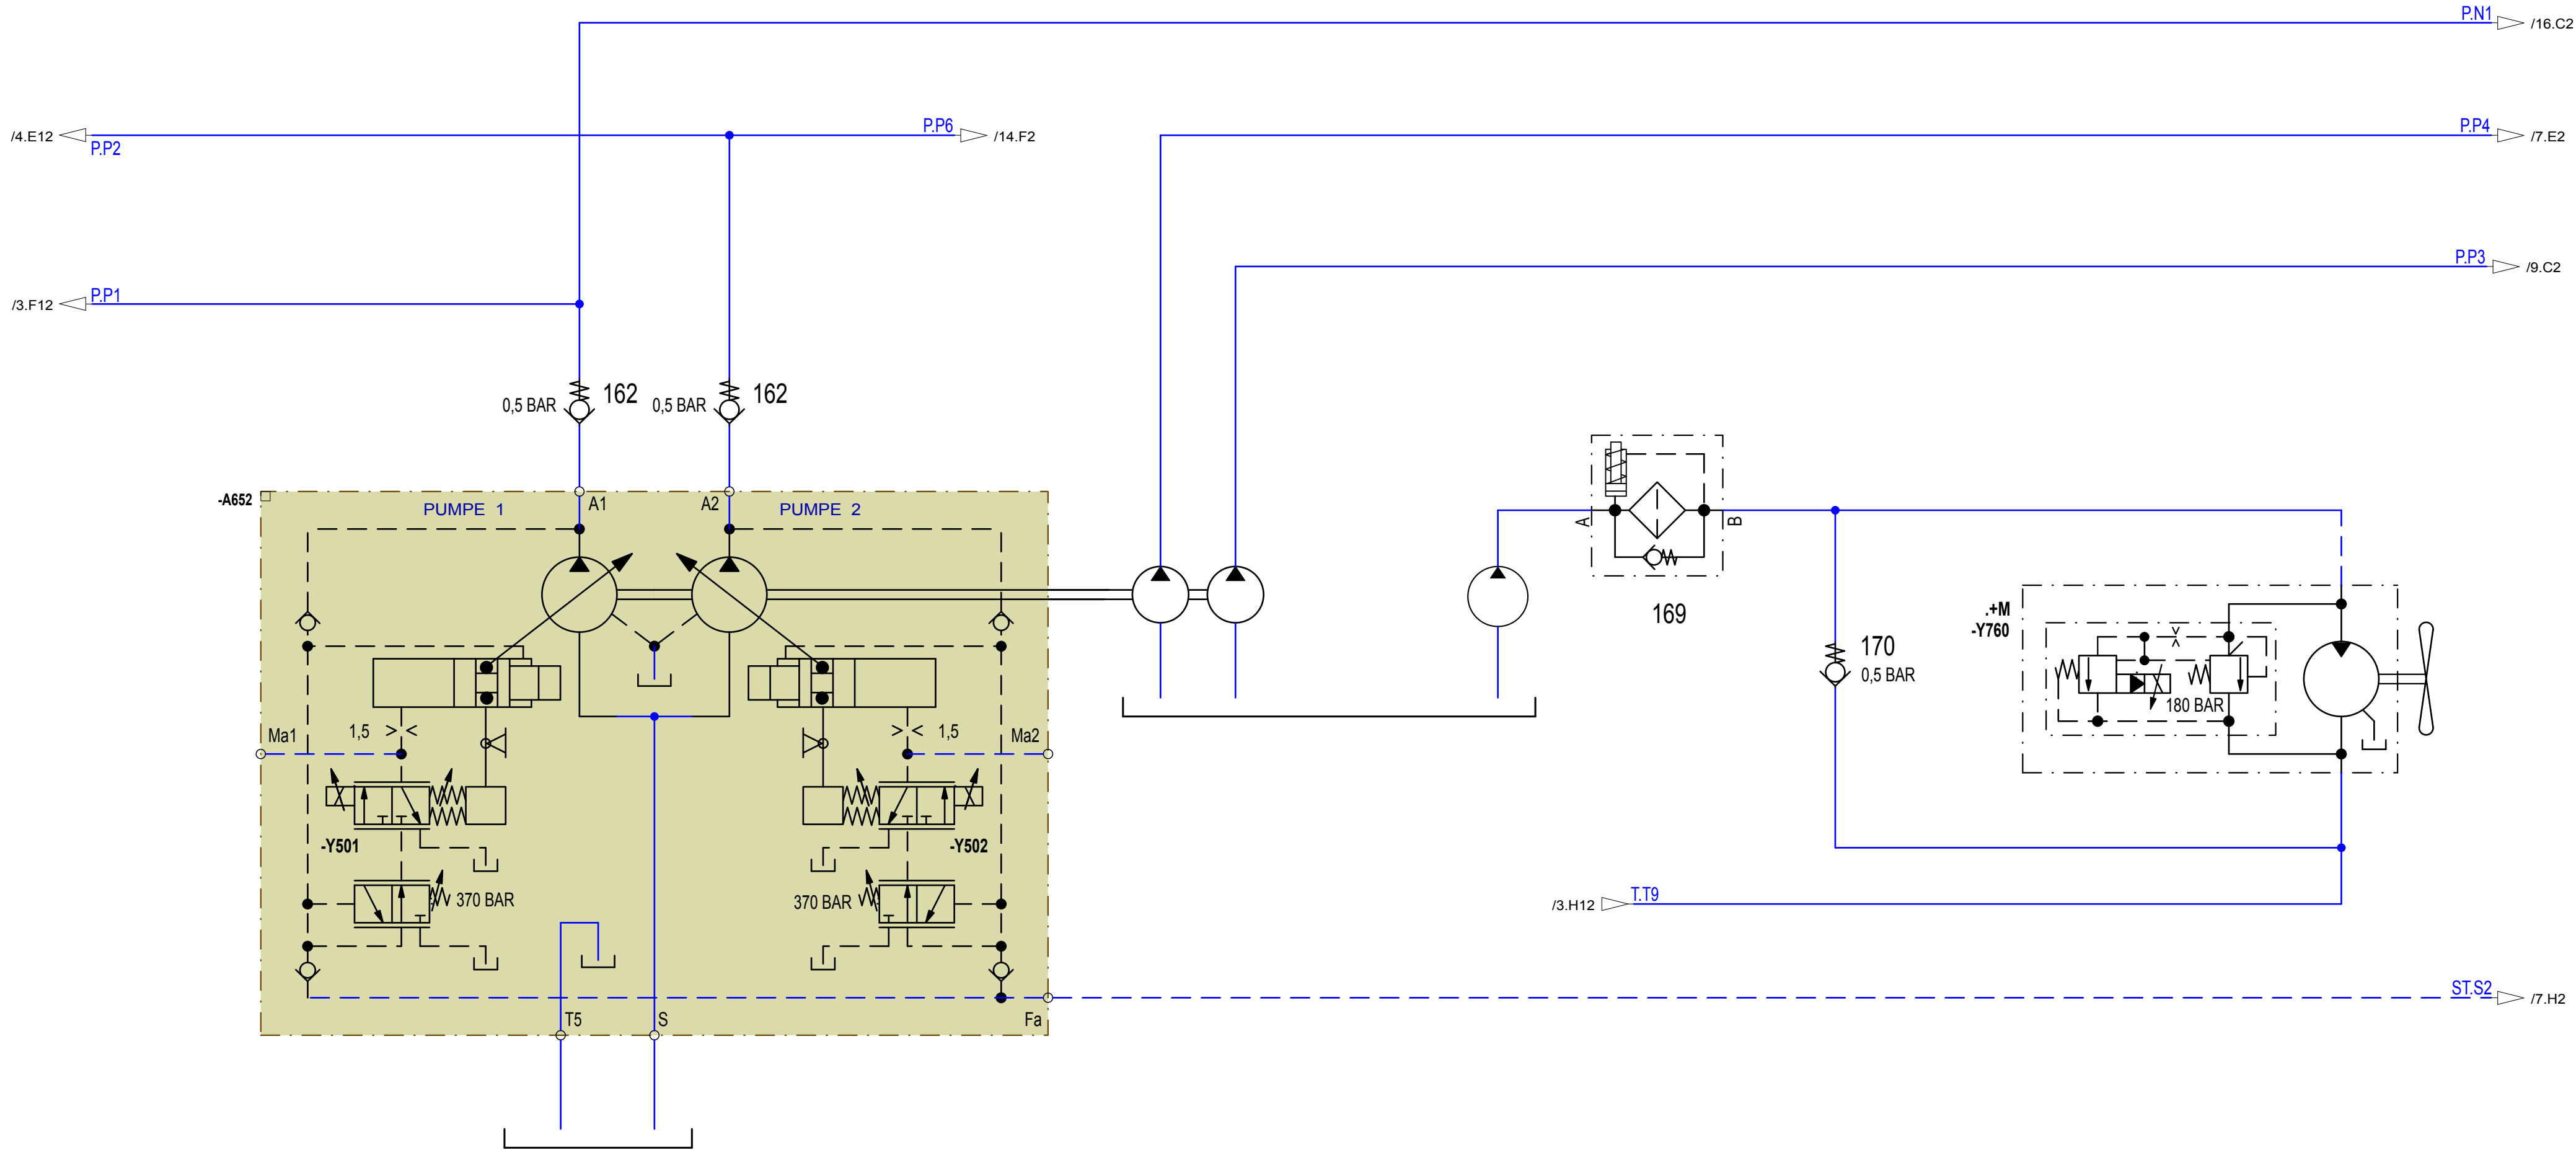 P.N1
/16.C2
/4.E12
P.P2
P.P6
/14.F2
P.P4
/7.E2
P.P3
/9.C2
/3.F12
P.P1
0,5 BAR
162
0,5 BAR
162
-A652
PUMPE 1
A1
A2
PUMPE 2
A
B
169
.+M
-Y760
170
0,5 BAR
180 BAR
Ma1
1,5
1,5
Ma2
-Y501
-Y502
370 BAR
370 BAR
/3.H12
T.T9
ST.S2
/7.H2
T5
S
Fa